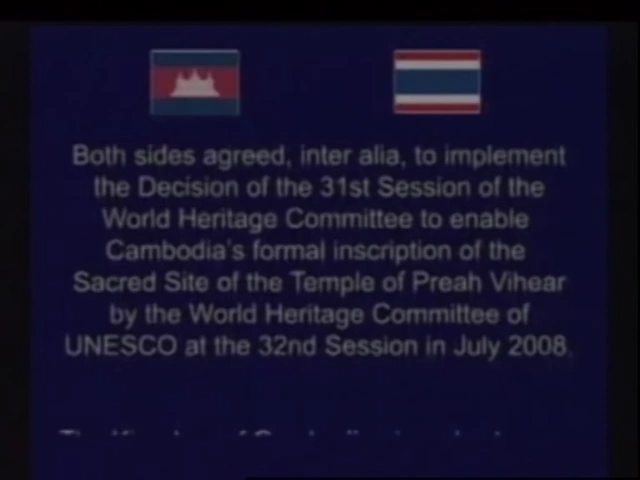 Both sides agreed, inter alia, to implement
the Decision of the 31st Session of the
World Heritage Committee to enable
Cambodia's formal inscription of the
Sacred Site of the Temple of Preah Vihear
by the World Heritage Committee of
UNESCO at the 32nd Session in July 2008.